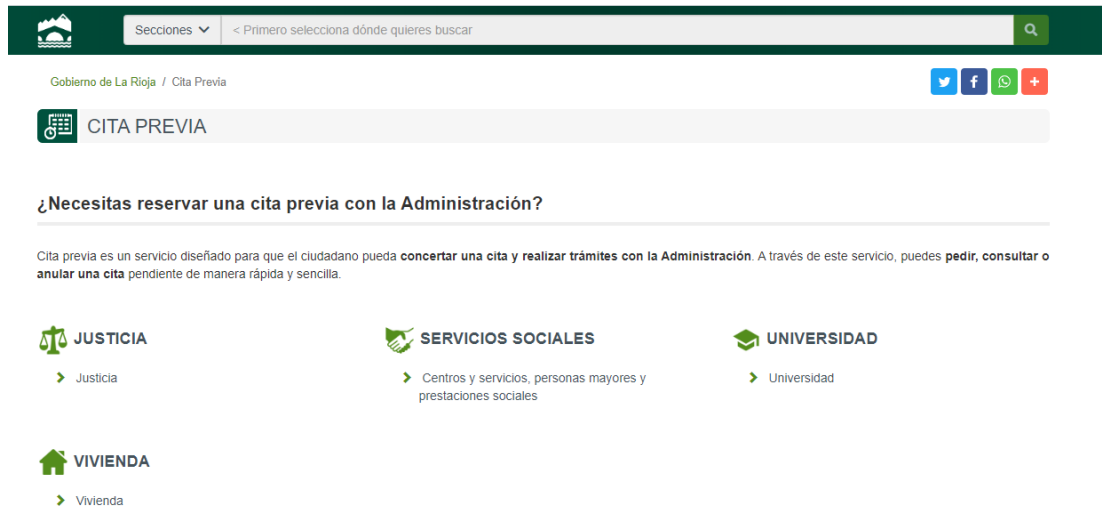 Secciones
< Primero selecciona dónde quieres buscar
Gobierno de La Rioja / Cita Previa
CITA PREVIA
¿Necesitas reservar una cita previa con la Administración?
Cita previa es un servicio diseñado para que el ciudadano pueda concertar una cita y realizar trámites con la Administración. A través de este servicio, puedes pedir, consultar o
anular una cita pendiente de manera rápida y sencilla.
JUSTICIA
Justicia
SERVICIOS SOCIALES
Centros y servicios, personas mayores y
prestaciones sociales
UNIVERSIDAD
Universidad
VIVIENDA
Vivienda